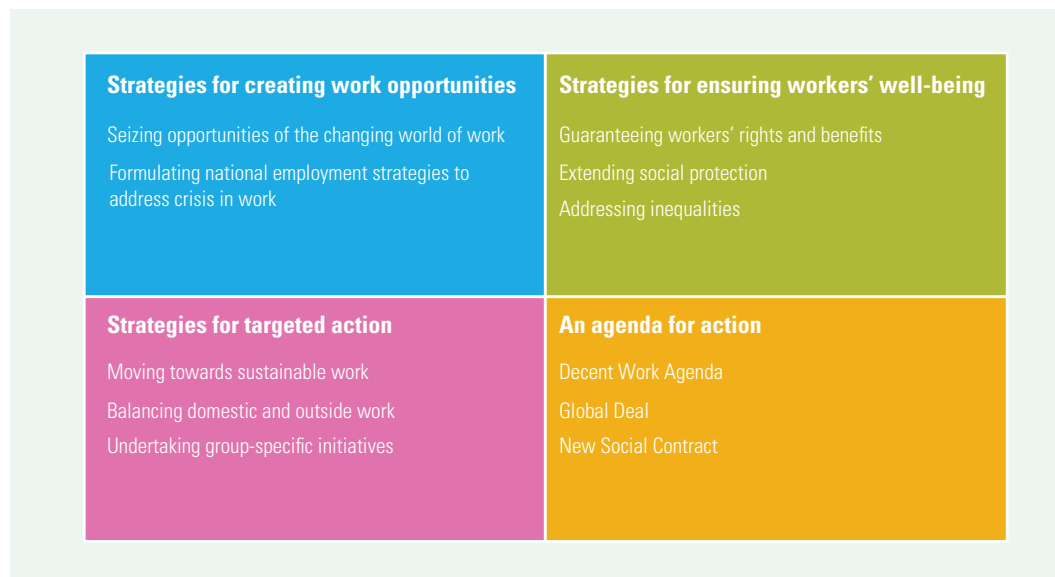 Strategies for creating work opportunities
Seizing opportunities of the changing world of work
Formulating national employment strategies to
address crisis in work
Strategies for ensuring workers’ well-being
Guaranteeing workers’ rights and benefits
Extending social protection
Addressing inequalities
Strategies for targeted action
Moving towards sustainable work
Balancing domestic and outside work
Undertaking group-specific initiatives
An agenda for action
Decent Work Agenda
Global Deal
New Social Contract